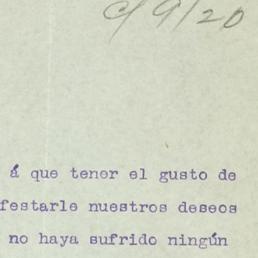 c/ 9/20
á que tener el gusto de
festarle nuestros deseos
no haya sufrido ningún